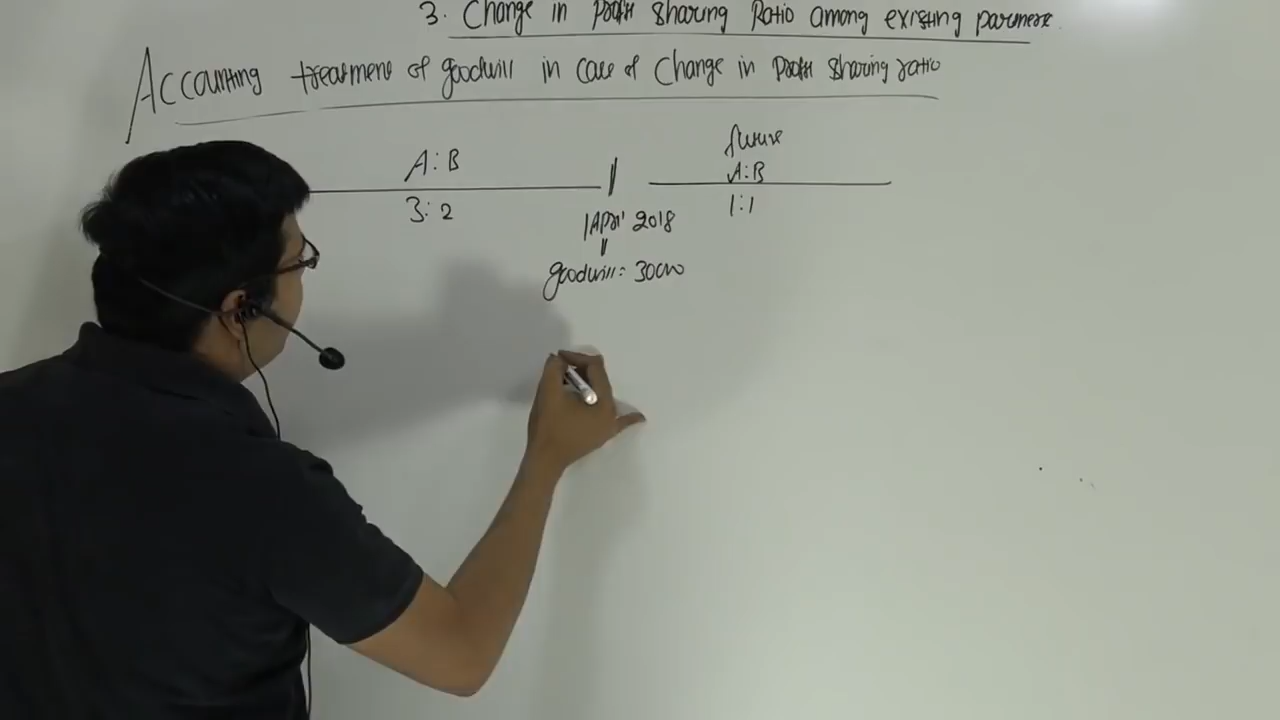 3. Change in Profit Sharing Ratio among existing partners.
Accounting treatment of goodwill in case of Change in Profit Sharing ratio
future
A:B
A:B
3:2
1:1
1 April 2018
goodwill: 30000